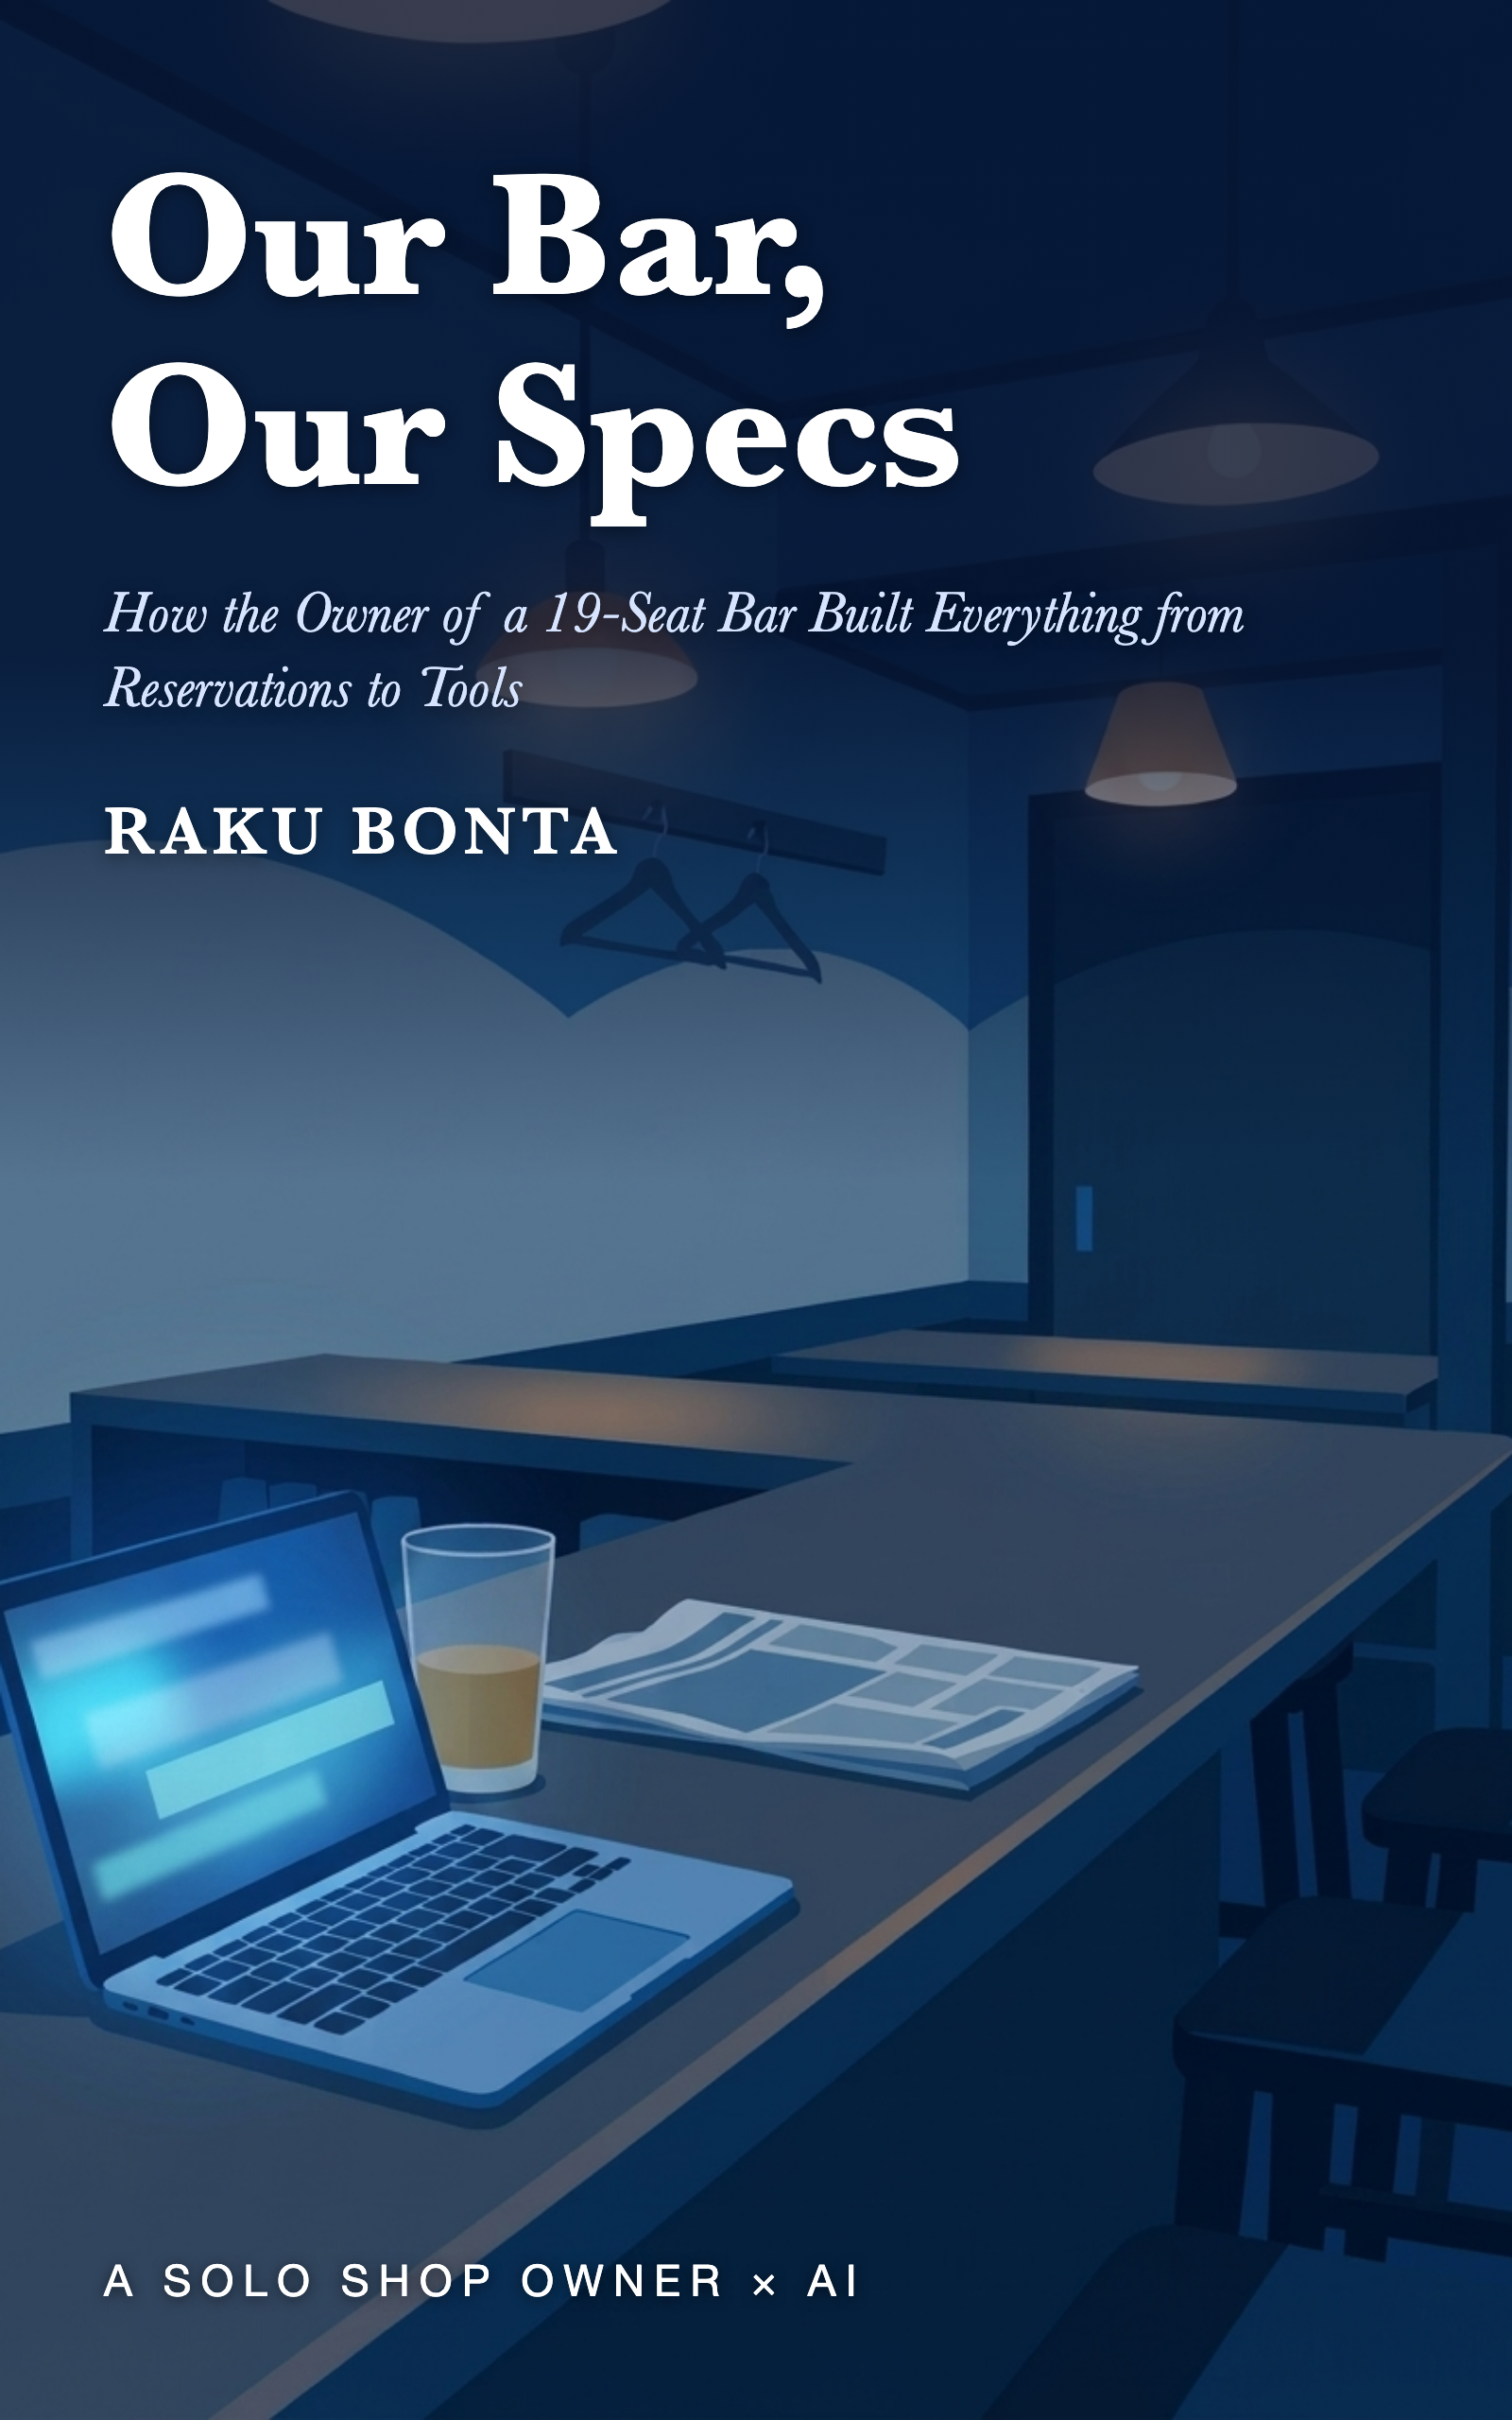 Our Bar,
Our Specs
How the Owner of a 19-Seat Bar Built Everything from
Reservations to Tools
RAKU BONTA
A SOLO SHOP OWNER × AI